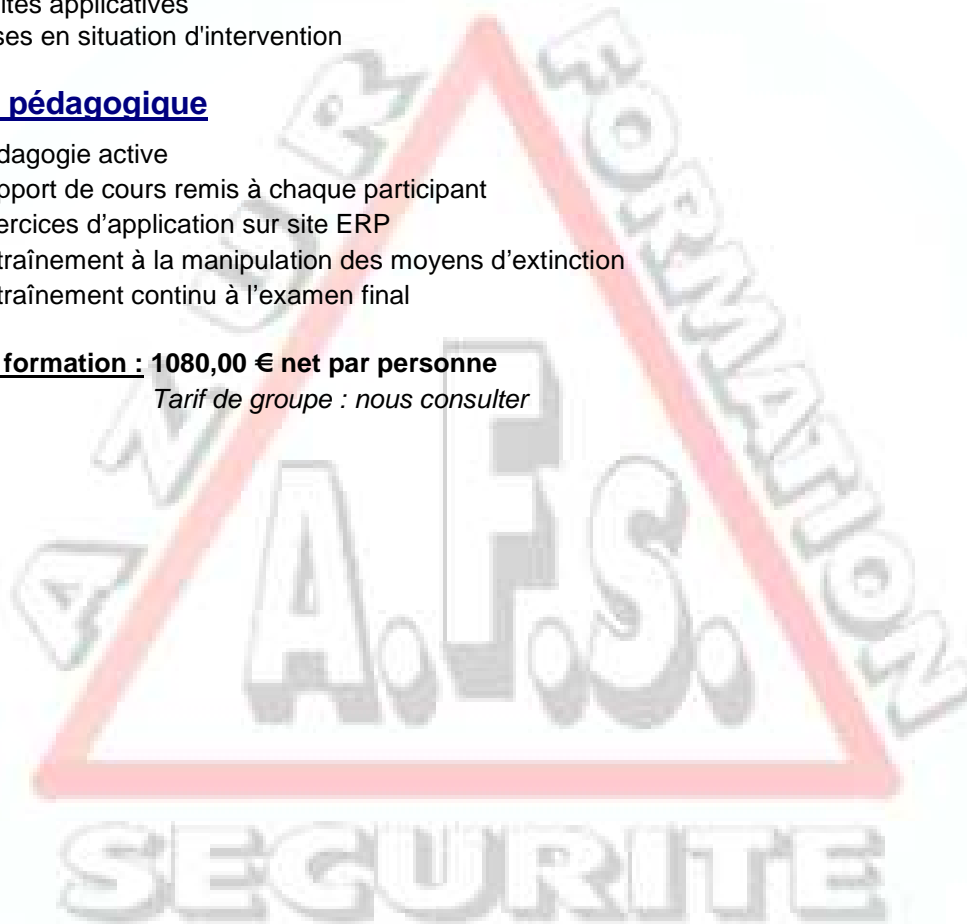 ités applicatives
ses en situation d'intervention
pédagogique
dagogie active
pport de cours remis à chaque participant
ercices d’application sur site ERP
traînement à la manipulation des moyens d’extinction
traînement continu à l’examen final
formation : 1080,00 € net par personne
Tarif de groupe : nous consulter
AZUR
FORMATION
A.F.S.
SECURITE